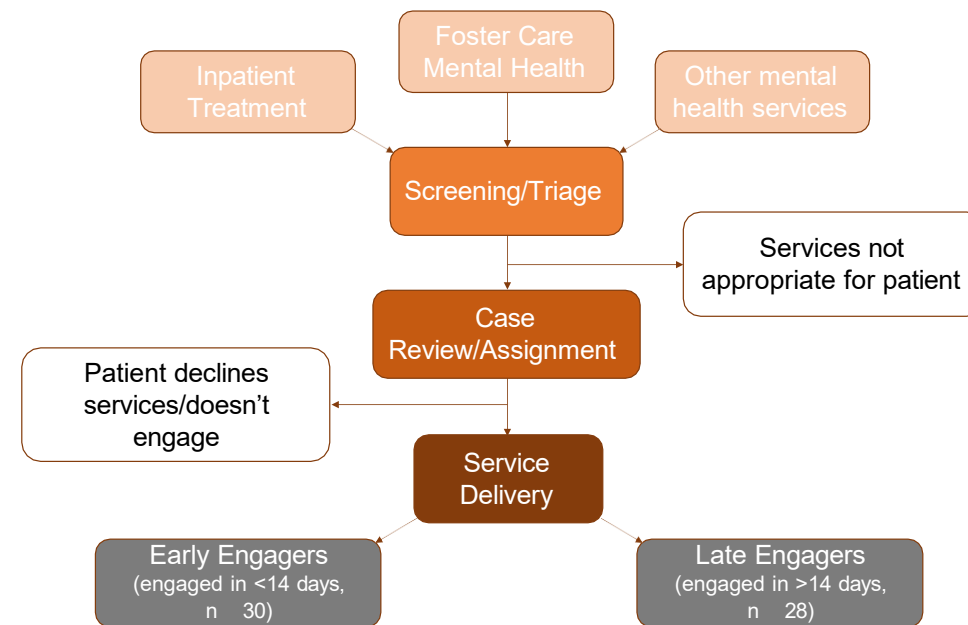 Foster Care
Mental Health
Inpatient
Treatment
Other mental
health services
Screening/Triage
Services not
appropriate for patient
Case
Review/Assignment
Patient declines
services/doesn't
engage
Service
Delivery
Early Engagers
(engaged in <14 days,
n 30)
Late Engagers
(engaged in >14 days,
n 28)